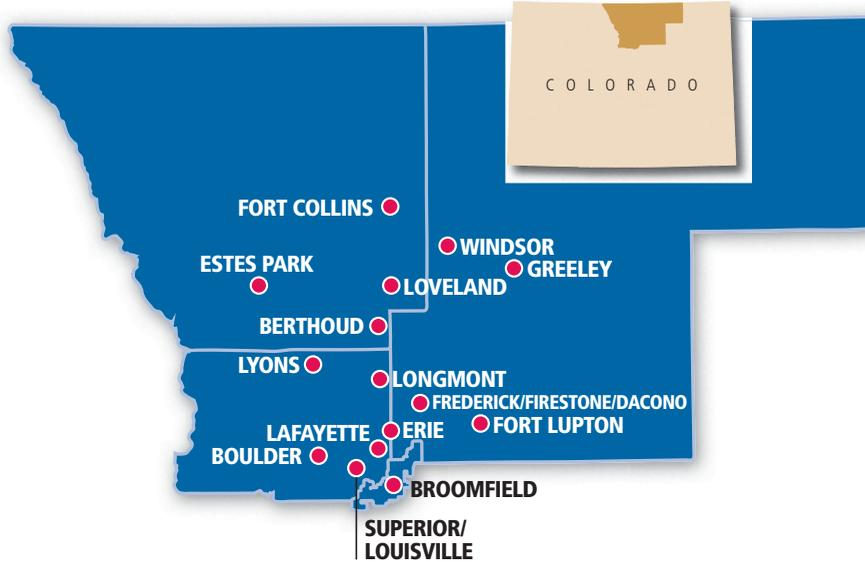 COLORADO
FORT COLLINS
WINDSOR
ESTES PARK
GREELEY
LOVELAND
BERTHOUD
LYONS
LONGMONT
FREDERICK/FIRESTONE/DACONO
LAFAYETTE
ERIE
FORT LUPTON
BOULDER
BROOMFIELD
SUPERIOR/
LOUISVILLE